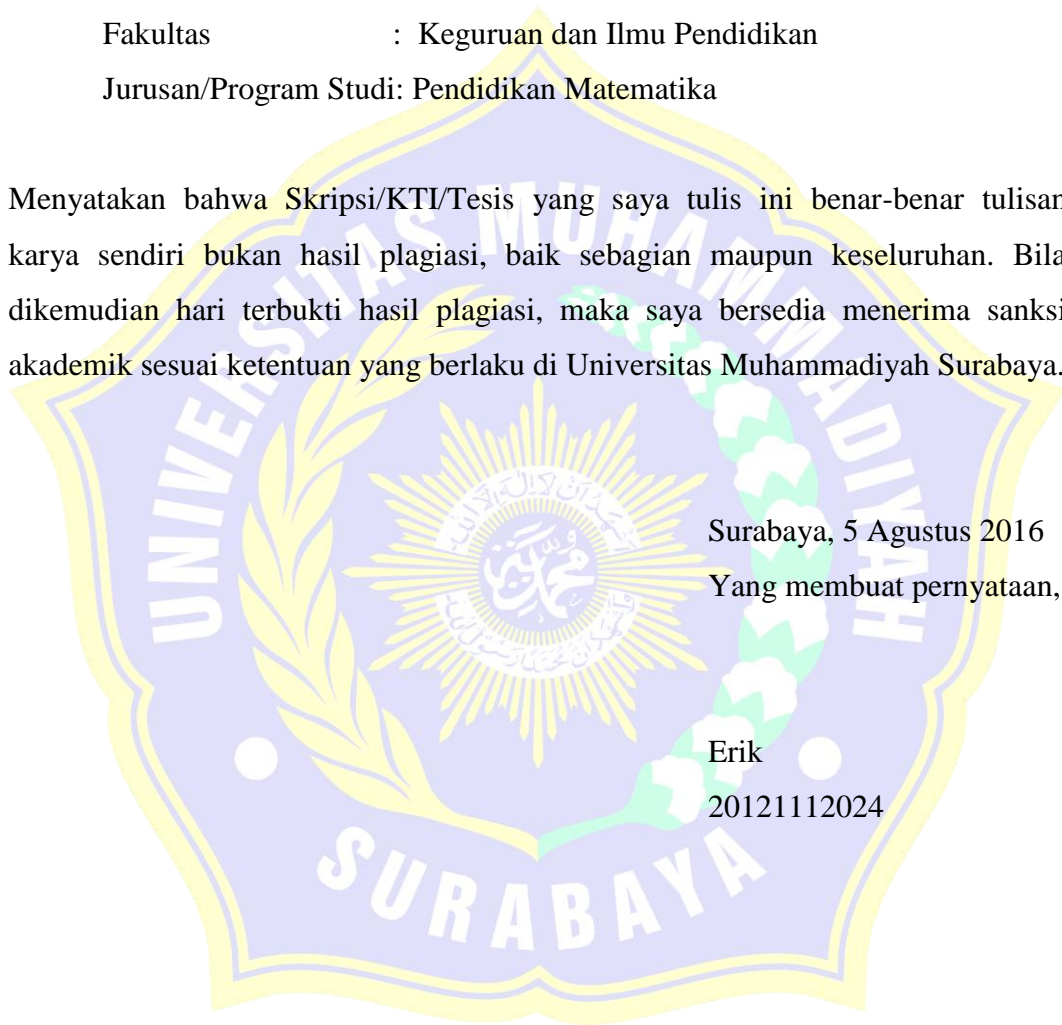 Fakultas : Keguruan dan Ilmu Pendidikan
Jurusan/Program Studi: Pendidikan Matematika
Menyatakan bahwa Skripsi/KTI/Tesis yang saya tulis ini benar-benar tulisan
karya sendiri bukan hasil plagiasi, baik sebagian maupun keseluruhan. Bila
dikemudian hari terbukti hasil plagiasi, maka saya bersedia menerima sanksi
akademik sesuai ketentuan yang berlaku di Universitas Muhammadiyah Surabaya.
Surabaya, 5 Agustus 2016
Yang membuat pernyataan,
Erik
20121112024
UNIVERSITAS MUHAMMADIYAH
SURABAYA